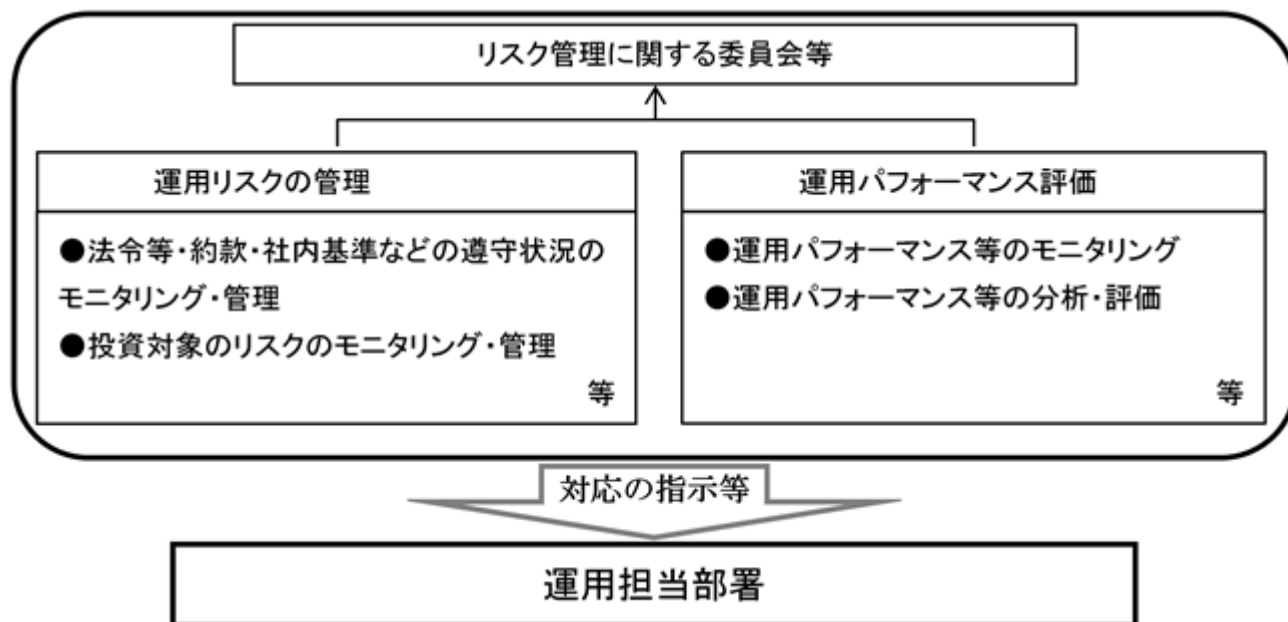 リスク管理に関する委員会等
運用リスクの管理
●法令等・約款・社内基準などの遵守状況の
モニタリング・管理
●投資対象のリスクのモニタリング・管理
等
運用パフォーマンス評価
●運用パフォーマンス等のモニタリング
●運用パフォーマンス等の分析・評価
等
対応の指示等
運用担当部署